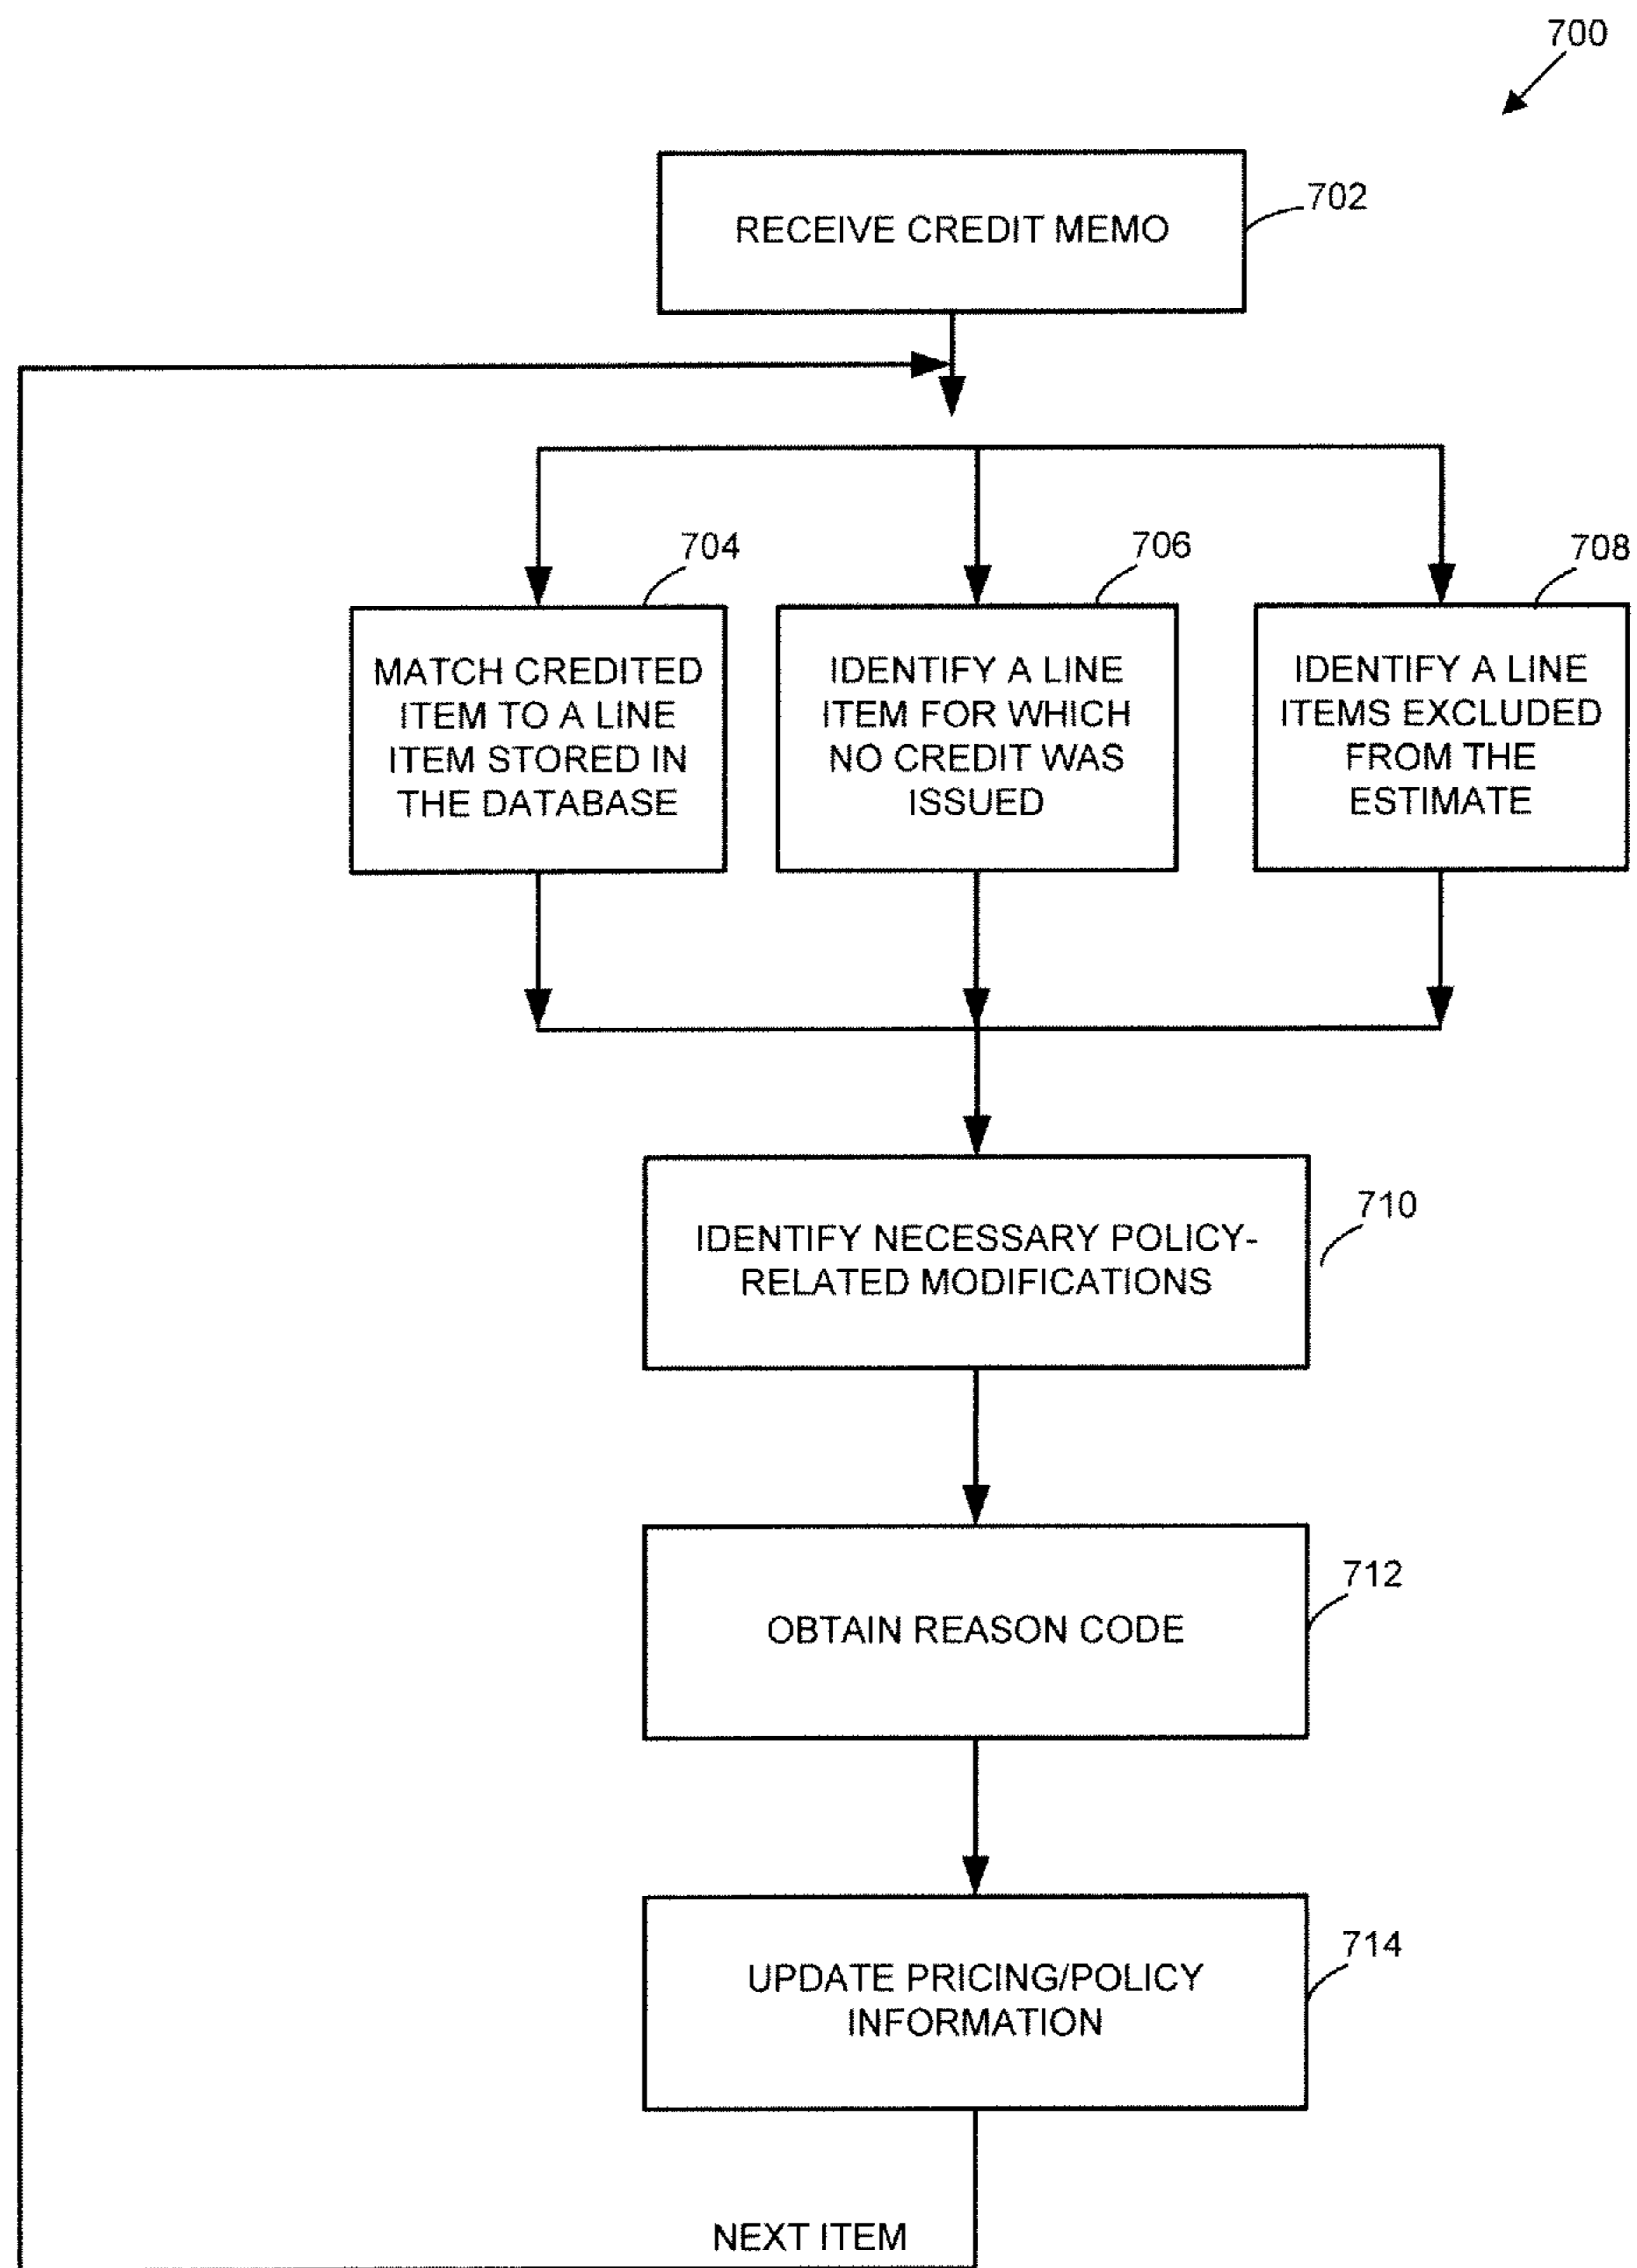 700
RECEIVE CREDIT MEMO
702
704
706
708
MATCH CREDITED
ITEM TO A LINE
ITEM STORED IN
THE DATABASE
IDENTIFY A LINE
ITEM FOR WHICH
NO CREDIT WAS
ISSUED
IDENTIFY A LINE
ITEMS EXCLUDED
FROM THE
ESTIMATE
710
IDENTIFY NECESSARY POLICY-
RELATED MODIFICATIONS
712
OBTAIN REASON CODE
714
UPDATE PRICING/POLICY
INFORMATION
NEXT ITEM